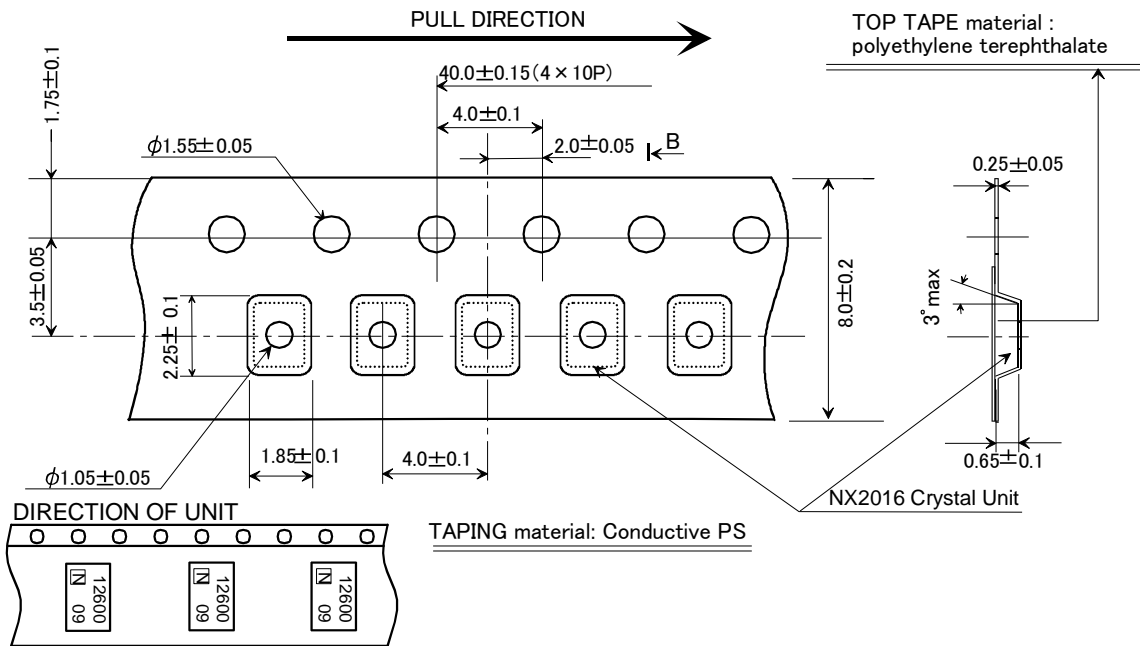 PULL DIRECTION
TOP TAPE material :
polyethylene terephthalate
1.75±0.1
40.0±0.15(4×10P)
4.0±0.1
φ1.55±0.05
2.0±0.05
B
0.25±0.05
3.5±0.05
2.25±0.1
8.0±0.2
3°max
φ1.05±0.05
1.85±0.1
4.0±0.1
0.65±0.1
NX2016 Crystal Unit
DIRECTION OF UNIT
TAPING material: Conductive PS
12600
N 09
12600
N 09
12600
N 09